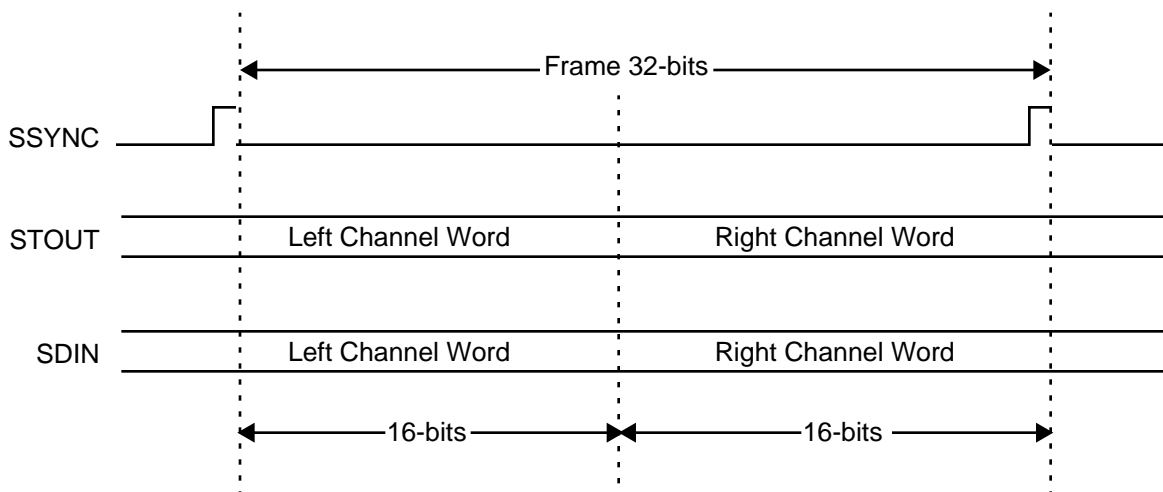 Frame 32-bits
SSYNC
STOUT Left Channel Word Right Channel Word
SDIN Left Channel Word Right Channel Word
16-bits 16-bits